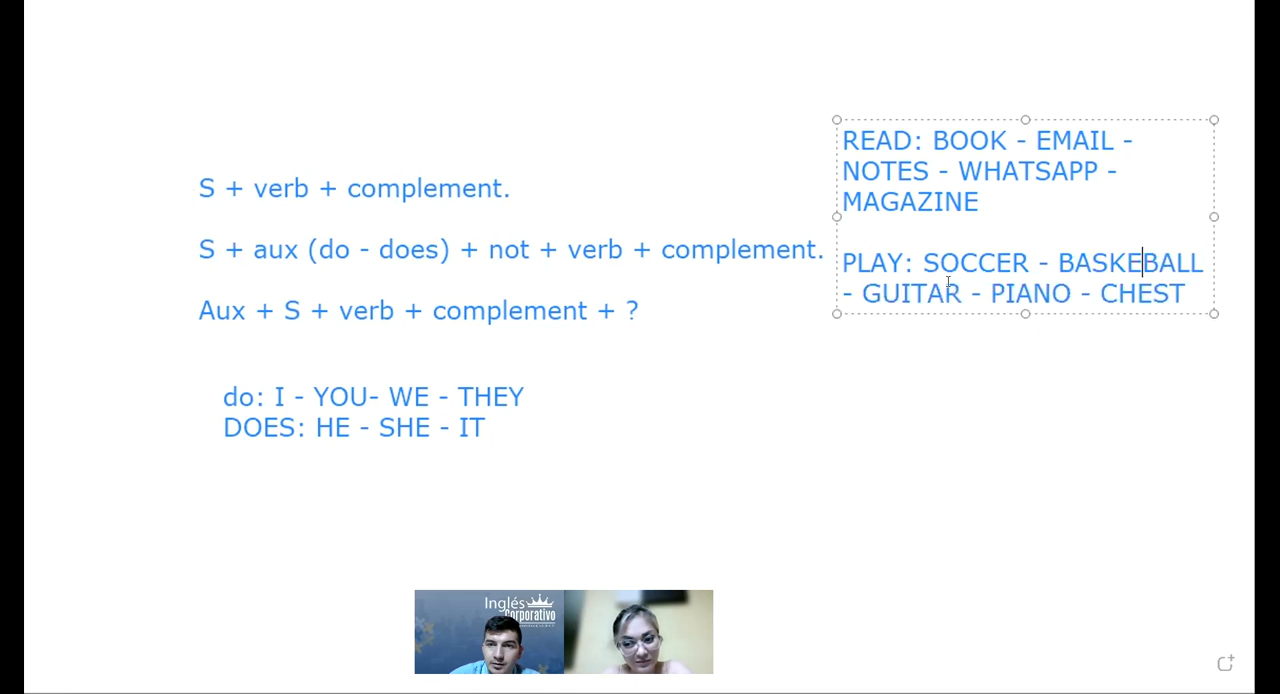 READ: BOOK - EMAIL -
NOTES - WHATSAPP -
MAGAZINE
S + verb + complement.
S + aux (do - does) + not + verb + complement.
PLAY: SOCCER - BASKEBALL
- GUITAR - PIANO - CHEST
Aux + S + verb + complement + ?
do: I - YOU- WE - THEY
DOES: HE - SHE - IT
Inglés
Corporativo